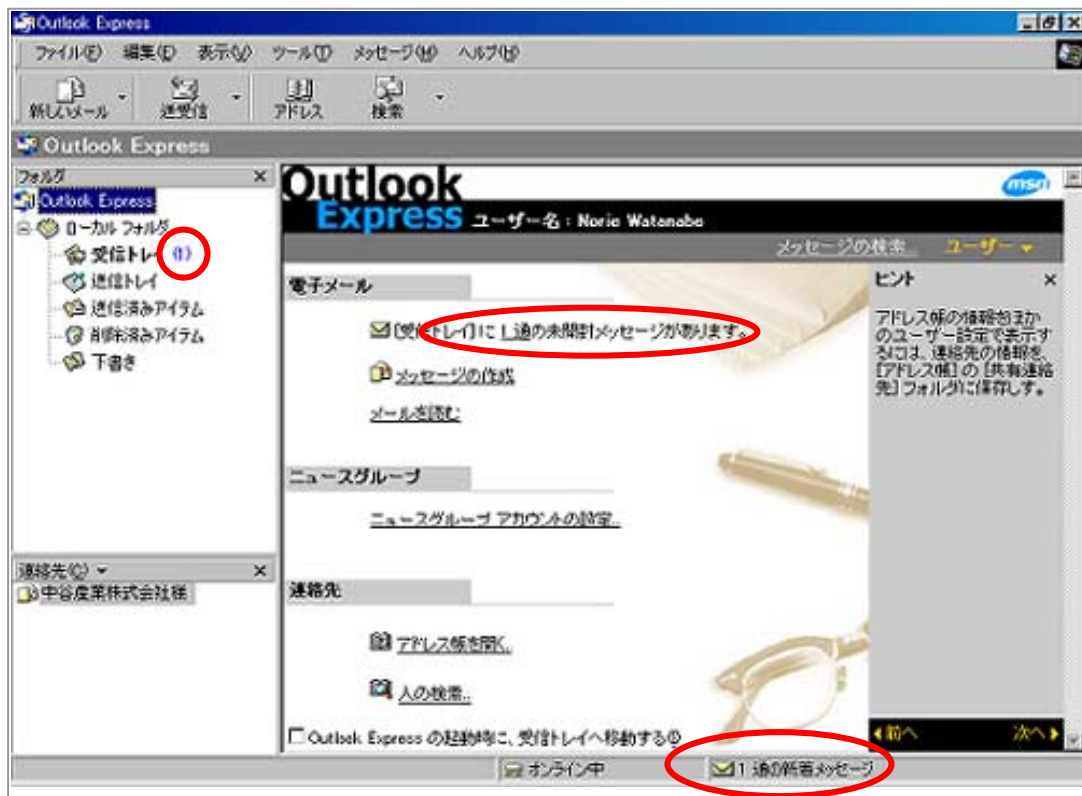 Outlook Express
ファイル(F) 編集(E) 表示(V) ツール(T) メッセージ(M) ヘルプ(H)
新しいメール 送受信 アドレス 検索
Outlook Express
フォルダ
Outlook Express
ローカル フォルダ
受信トレイ (1)
送信トレイ
送信済みアイテム
削除済みアイテム
下書き
連絡先(C)
中谷産業株式会社様
Outlook
Express ユーザー名 : Norie Watanabe
msn
メッセージの検索... ユーザー
電子メール
[受信トレイ] に 1 通の未開封メッセージがあります。
メッセージの作成
メールを読む
ニュースグループ
ニュースグループ アカウントの設定...
連絡先
アドレス帳を開く...
人の検索...
Outlook Express の起動時に、受信トレイへ移動する(I)
ヒント
アドレス帳の情報をほか
のユーザー設定で表示す
るには、連絡先の情報を、
[アドレス帳] の [共有連絡
先] フォルダに保存しす。
前へ 次へ
オンライン中
1 通の新着メッセージ